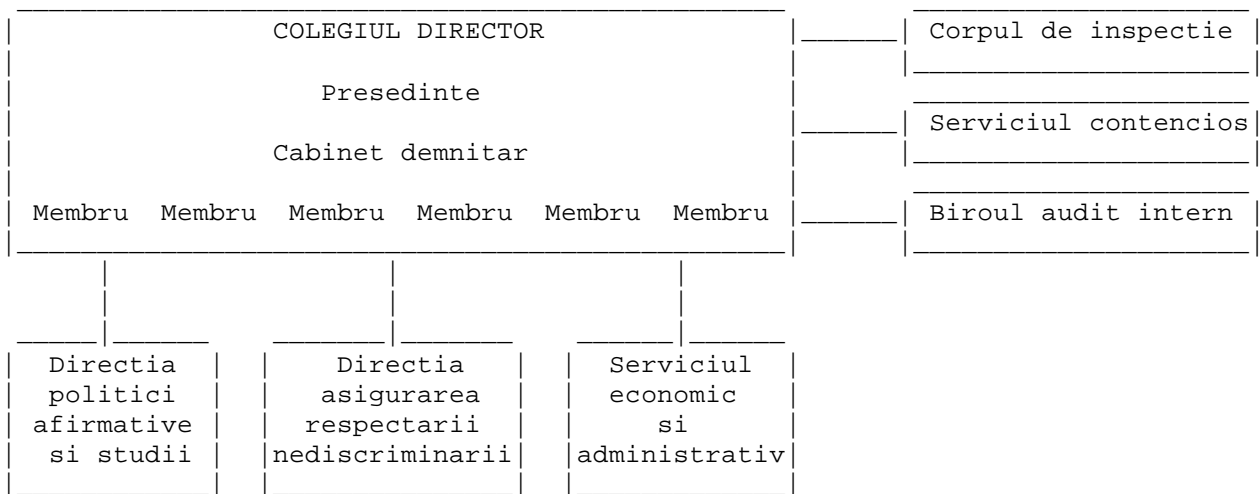 COLEGIUL DIRECTOR
Corpul de inspectie
Presedinte
Serviciul contencios
Cabinet demnitar
Membru Membru Membru Membru Membru Membru
Biroul audit intern
Directia
politici
afirmative
si studii
Directia
asigurarea
respectarii
nediscriminarii
Serviciul
economic
si
administrativ